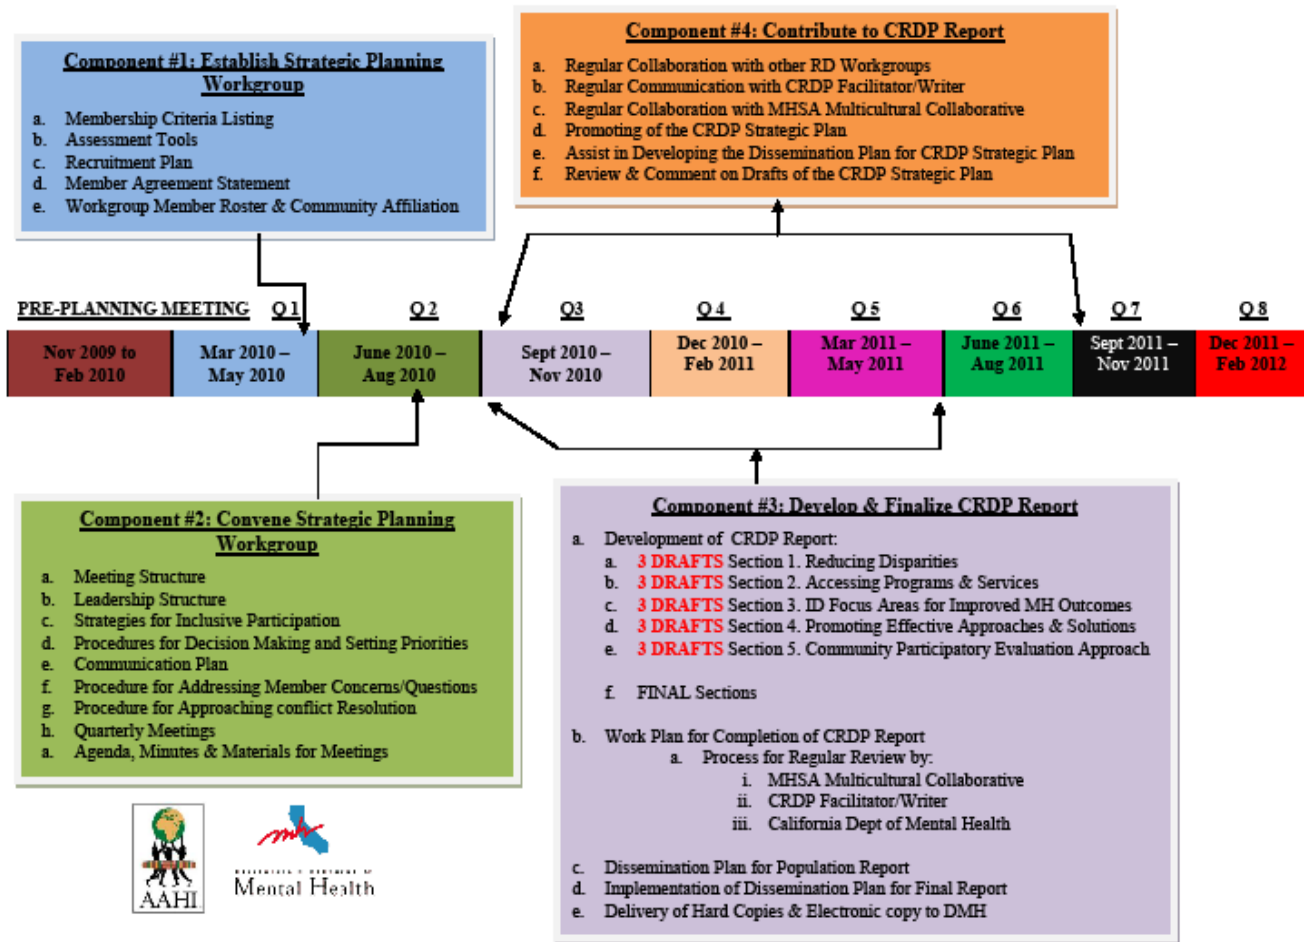 Component #1: Establish Strategic Planning
Workgroup
a. Membership Criteria Listing
b. Assessment Tools
c. Recruitment Plan
d. Member Agreement Statement
e. Workgroup Member Roster & Community Affiliation
Component #4: Contribute to CRDP Report
a. Regular Collaboration with other RD Workgroups
b. Regular Communication with CRDP Facilitator/Writer
c. Regular Collaboration with MHSA Multicultural Collaborative
d. Promoting of the CRDP Strategic Plan
e. Assist in Developing the Dissemination Plan for CRDP Strategic Plan
f. Review & Comment on Drafts of the CRDP Strategic Plan
PRE-PLANNING MEETING Q 1 Q 2 Q3 Q 4 Q 5 Q 6 Q 7 Q 8
Nov 2009 to
Feb 2010
Mar 2010 –
May 2010
June 2010 –
Aug 2010
Sept 2010 –
Nov 2010
Dec 2010 –
Feb 2011
Mar 2011 –
May 2011
June 2011 –
Aug 2011
Sept 2011 –
Nov 2011
Dec 2011 –
Feb 2012
Component #2: Convene Strategic Planning
Workgroup
a. Meeting Structure
b. Leadership Structure
c. Strategies for Inclusive Participation
d. Procedures for Decision Making and Setting Priorities
e. Communication Plan
f. Procedure for Addressing Member Concerns/Questions
g. Procedure for Approaching conflict Resolution
h. Quarterly Meetings
a. Agenda, Minutes & Materials for Meetings
Component #3: Develop & Finalize CRDP Report
a. Development of CRDP Report:
a. 3 DRAFTS Section 1. Reducing Disparities
b. 3 DRAFTS Section 2. Accessing Programs & Services
c. 3 DRAFTS Section 3. ID Focus Areas for Improved MH Outcomes
d. 3 DRAFTS Section 4. Promoting Effective Approaches & Solutions
e. 3 DRAFTS Section 5. Community Participatory Evaluation Approach
f. FINAL Sections
b. Work Plan for Completion of CRDP Report
a. Process for Regular Review by:
i. MHSA Multicultural Collaborative
ii. CRDP Facilitator/Writer
iii. California Dept of Mental Health
c. Dissemination Plan for Population Report
d. Implementation of Dissemination Plan for Final Report
e. Delivery of Hard Copies & Electronic copy to DMH
AAHI
mh
Mental Health